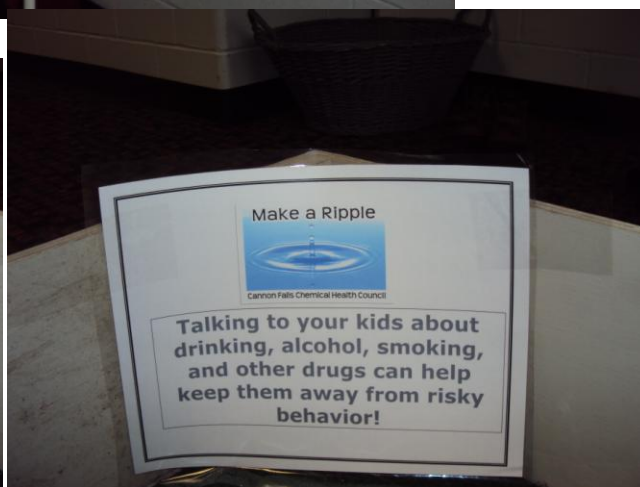 Make a Ripple
Cannon Falls Chemical Health Council
Talking to your kids about
drinking, alcohol, smoking,
and other drugs can help
keep them away from risky
behavior!